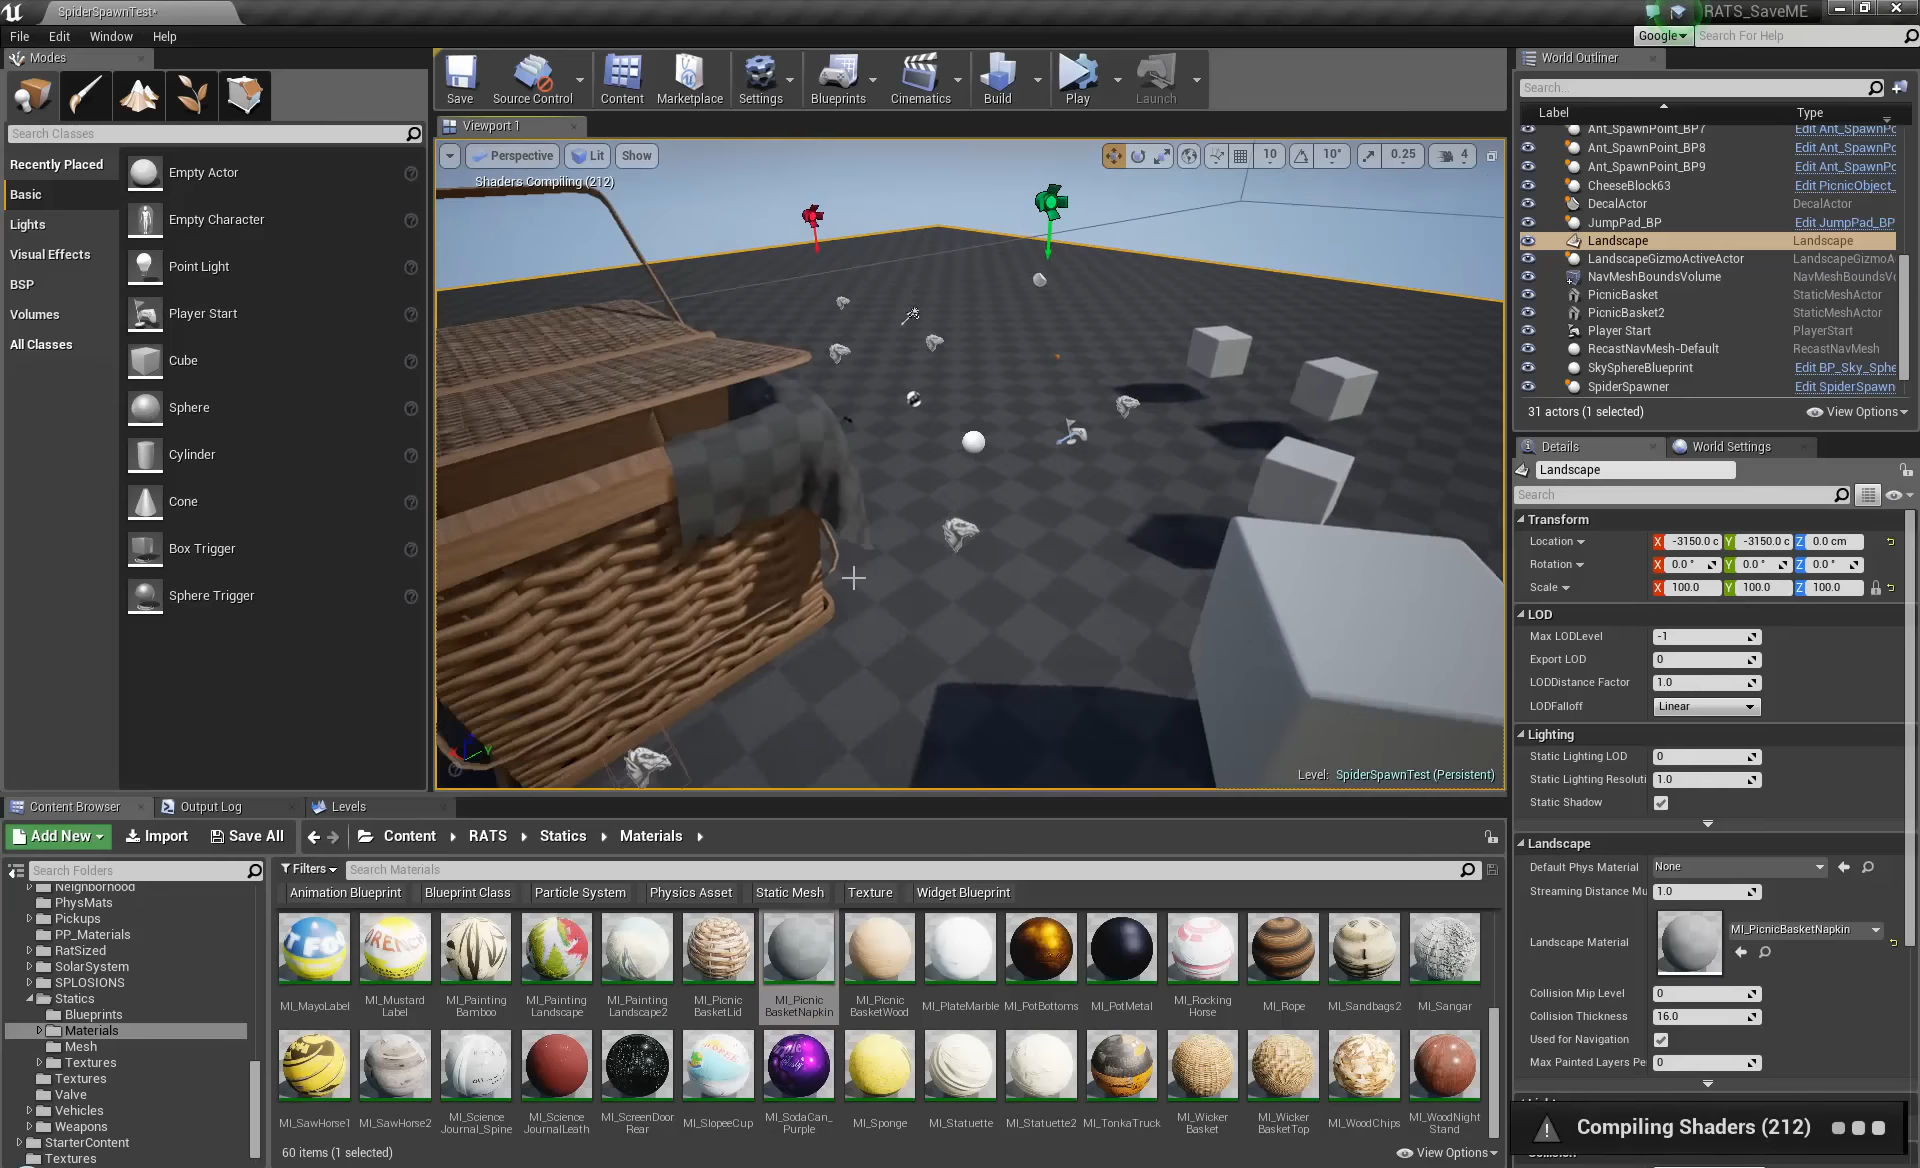 SpiderSpawnTest*
RATS_SaveME
File Edit Window Help
Google Search For Help
Modes
Search Classes
Recently Placed
Basic
Lights
Visual Effects
BSP
Volumes
All Classes
Empty Actor
Empty Character
Point Light
Player Start
Cube
Sphere
Cylinder
Cone
Box Trigger
Sphere Trigger
Save Source Control Content Marketplace Settings Blueprints Cinematics Build Play Launch
Viewport 1
Perspective Lit Show 10 10° 0.25 4
Shaders Compiling (212)
Level: SpiderSpawnTest (Persistent)
World Outliner
Search...
Label Type
Ant_SpawnPoint_BP7 Edit Ant_SpawnPc
Ant_SpawnPoint_BP8 Edit Ant_SpawnPc
Ant_SpawnPoint_BP9 Edit Ant_SpawnPc
CheeseBlock63 Edit PicnicObject_
DecalActor DecalActor
JumpPad_BP Edit JumpPad_BP
Landscape Landscape
LandscapeGizmoActiveActor LandscapeGizmoA
NavMeshBoundsVolume NavMeshBoundsVc
PicnicBasket StaticMeshActor
PicnicBasket2 StaticMeshActor
Player Start PlayerStart
RecastNavMesh-Default RecastNavMesh
SkySphereBlueprint Edit BP_Sky_Sphe
SpiderSpawner Edit SpiderSpawn
31 actors (1 selected) View Options
Details World Settings
Landscape
Search
Transform
Location X -3150.0 c Y -3150.0 c Z 0.0 cm
Rotation X 0.0 ° Y 0.0 ° Z 0.0 °
Scale X 100.0 Y 100.0 Z 100.0
LOD
Max LODLevel -1
Export LOD 0
LODDistance Factor 1.0
LODFalloff Linear
Lighting
Static Lighting LOD 0
Static Lighting Resoluti 1.0
Static Shadow
Landscape
Default Phys Material None
Streaming Distance Mu 1.0
Landscape Material MI_PicnicBasketNapkin
Collision Mip Level 0
Collision Thickness 16.0
Used for Navigation
Max Painted Layers Pe 0
Compiling Shaders (212)
Content Browser Output Log Levels
Add New Import Save All Content RATS Statics Materials
Search Folders
Neighborhood
PhysMats
Pickups
PP_Materials
RatSized
SolarSystem
SPLOSIONS
Statics
Blueprints
Materials
Mesh
Textures
Textures
Valve
Vehicles
Weapons
StarterContent
Textures
Filters Search Materials
Animation Blueprint Blueprint Class Particle System Physics Asset Static Mesh Texture Widget Blueprint
MI_MayoLabel MI_Mustard Label MI_Painting Bamboo MI_Painting Landscape MI_Painting Landscape2 MI_Picnic BasketLid MI_Picnic BasketNapkin MI_Picnic BasketWood MI_PlateMarble MI_PotBottoms MI_PotMetal MI_Rocking Horse MI_Rope MI_Sandbags2 MI_Sangar
MI_SawHorse1 MI_SawHorse2 MI_Science Journal_Spine MI_Science JournalLeath MI_ScreenDoor Rear MI_SlopeeCup MI_SodaCan_ Purple MI_Sponge MI_Statuette MI_Statuette2 MI_TonkaTruck MI_Wicker Basket MI_Wicker BasketTop MI_WoodChips MI_WoodNight Stand
60 items (1 selected) View Options